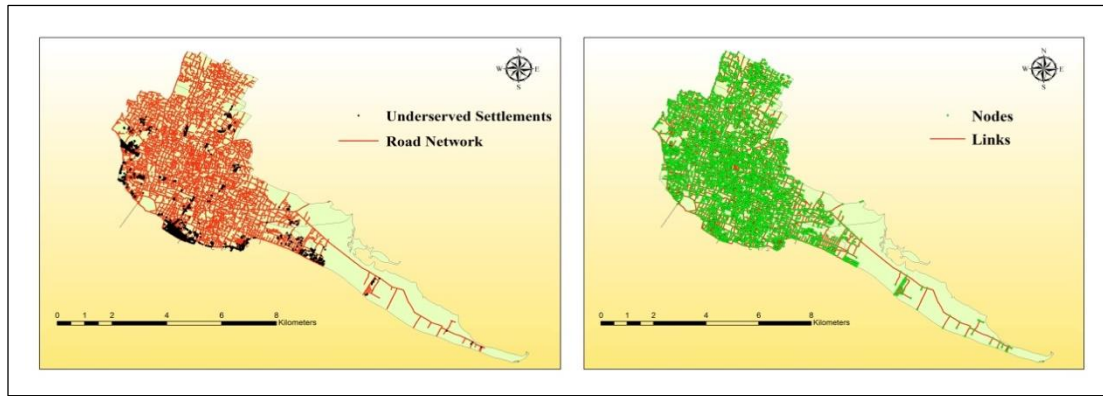 N
W E
S
Underserved Settlements
Road Network
0 1 2 4 6 8
Kilometers
N
W E
S
Nodes
Links
0 1 2 4 6 8
Kilometers